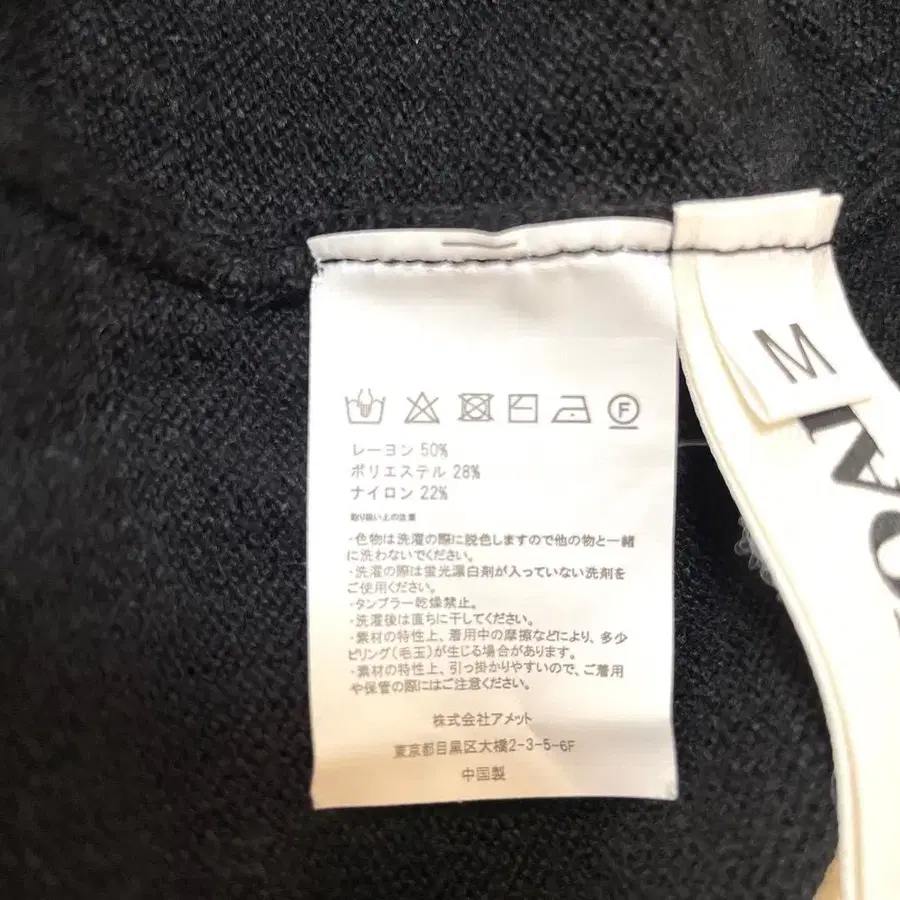 F
レーヨン 50%
ポリエステル 28%
ナイロン 22%
取り扱い上の注意
・色物は洗濯の際に脱色しますので他の物と一緒
に洗わないでください。
・洗濯の際は蛍光漂白剤が入っていない洗剤を
ご使用ください。
・タンブラー乾燥禁止。
・洗濯後は直ちに干してください。
・素材の特性上、着用中の摩擦などにより、多少
ピリング(毛玉)が生じる場合があります。
・素材の特性上、引っ掛かりやすいので、ご着用
や保管の際にはご注意ください。
株式会社アメット
東京都目黒区大橋2-3-5-6F
中国製
M